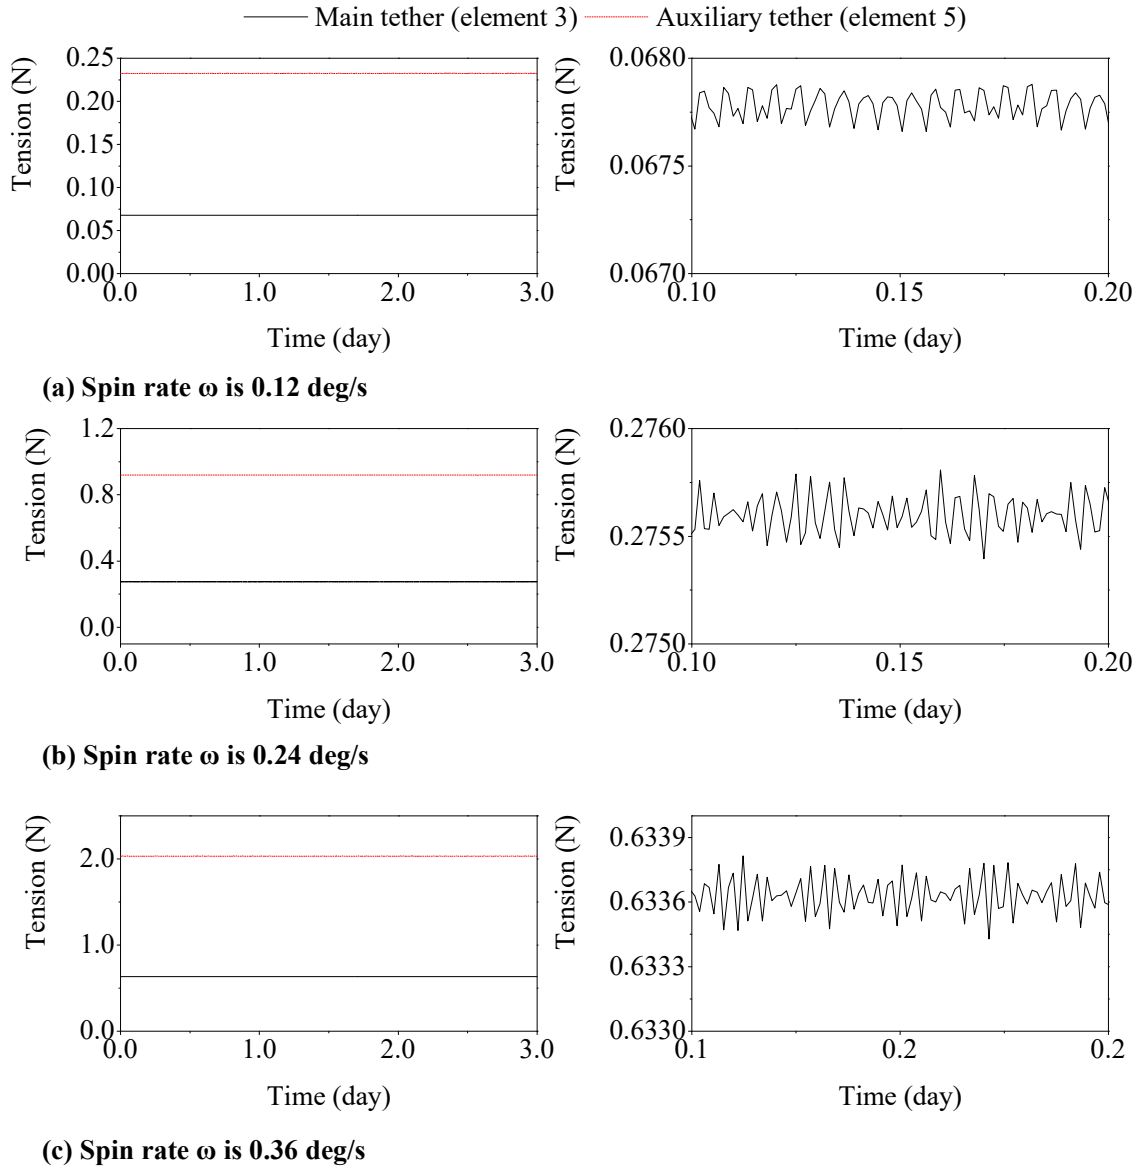 Main tether (element 3) Auxiliary tether (element 5)
Tension (N)
0.25
0.20
0.15
0.10
0.05
0.00
0.0 1.0 2.0 3.0
Time (day)
Tension (N)
0.0680
0.0675
0.0670
0.10 0.15 0.20
Time (day)
(a) Spin rate ω is 0.12 deg/s
Tension (N)
1.2
0.8
0.4
0.0
0.0 1.0 2.0 3.0
Time (day)
Tension (N)
0.2760
0.2755
0.2750
0.10 0.15 0.20
Time (day)
(b) Spin rate ω is 0.24 deg/s
Tension (N)
2.0
1.0
0.0
0.0 1.0 2.0 3.0
Time (day)
Tension (N)
0.6339
0.6336
0.6333
0.6330
0.1 0.2 0.2
Time (day)
(c) Spin rate ω is 0.36 deg/s